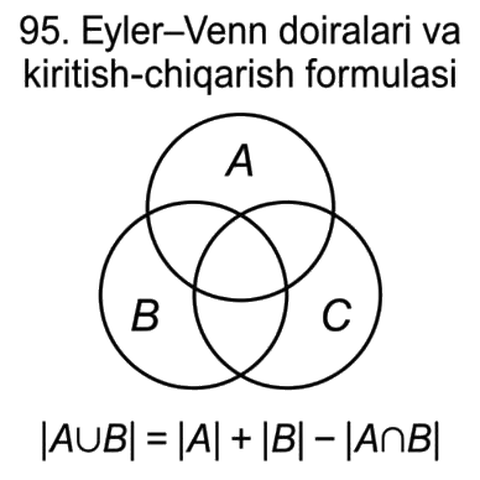 95. Eyler–Venn doiralari va
kiritish-chiqarish formulasi
A
B
C
|A∪B| = |A| + |B| − |A∩B|